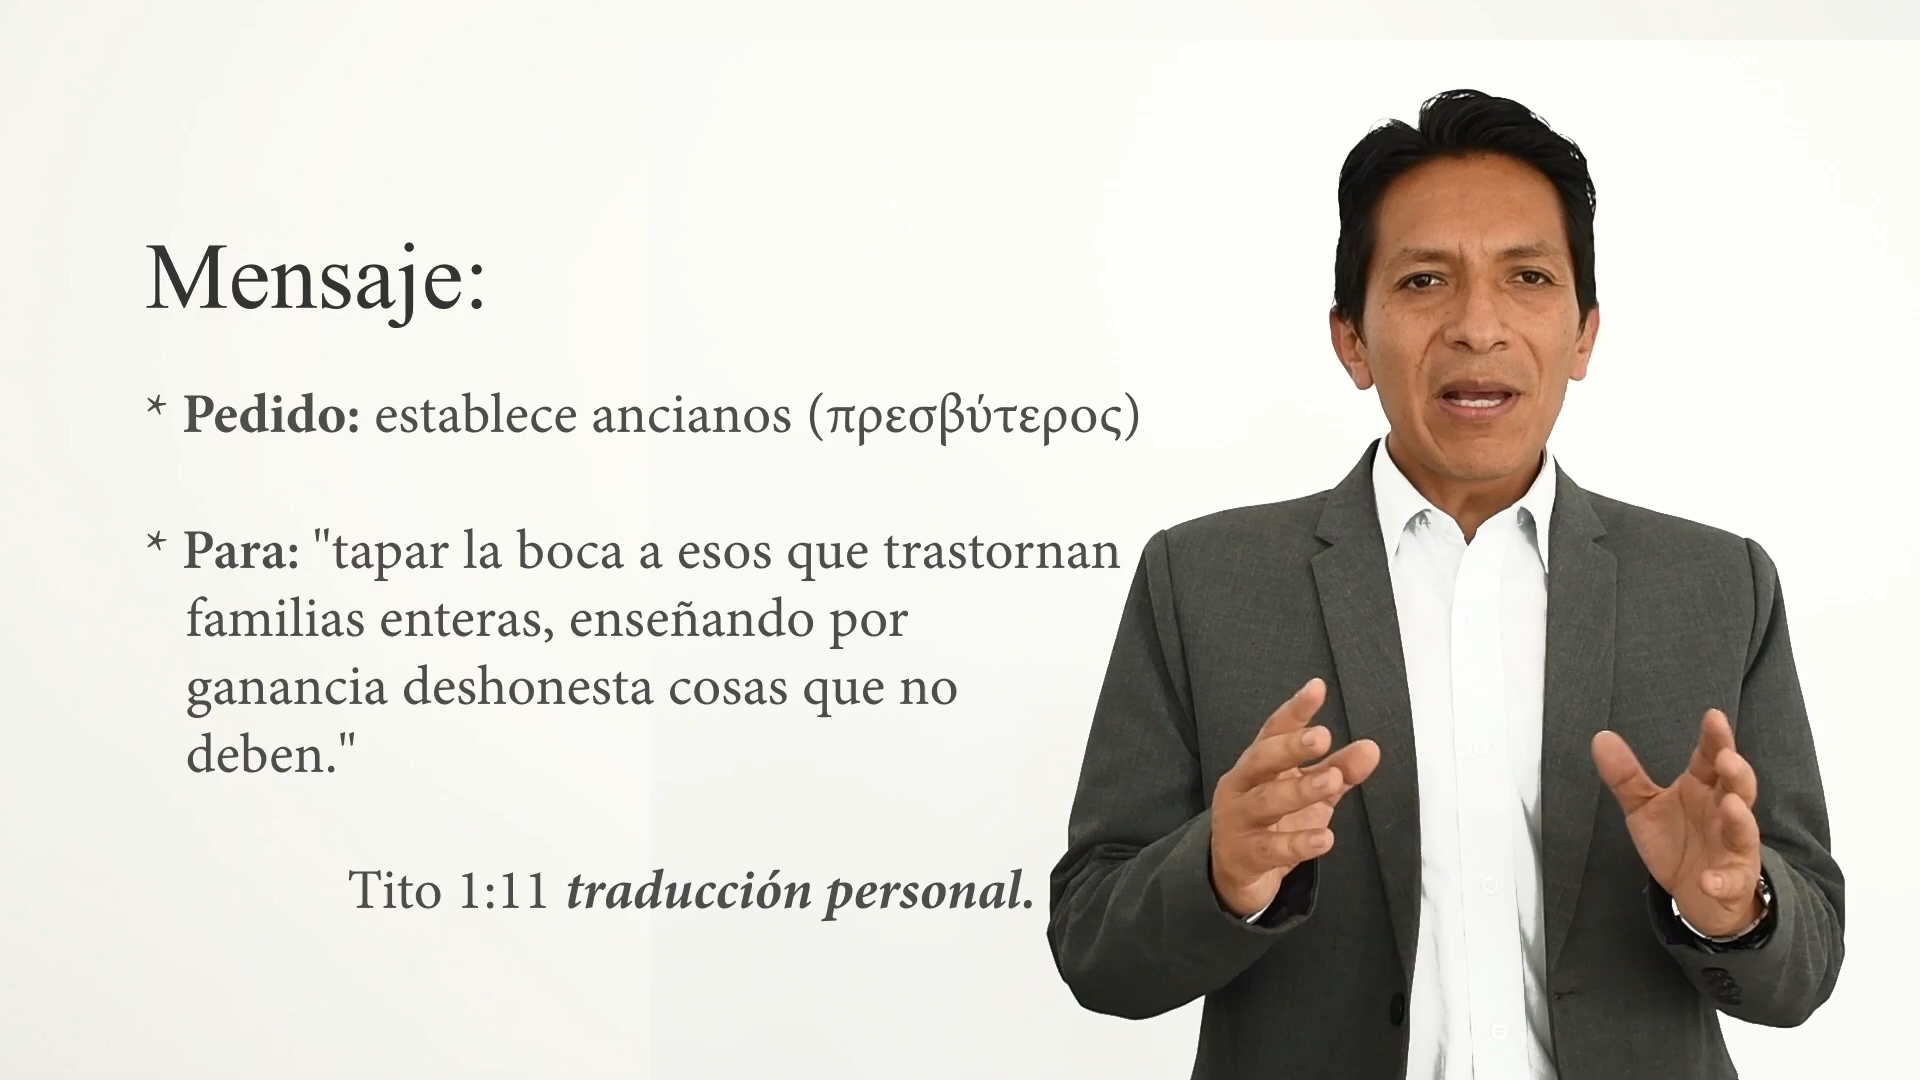 Mensaje:
* Pedido: establece ancianos (πρεσβύτερος)
* Para: "tapar la boca a esos que trastornan
familias enteras, enseñando por
ganancia deshonesta cosas que no
deben."
Tito 1:11 traducción personal.